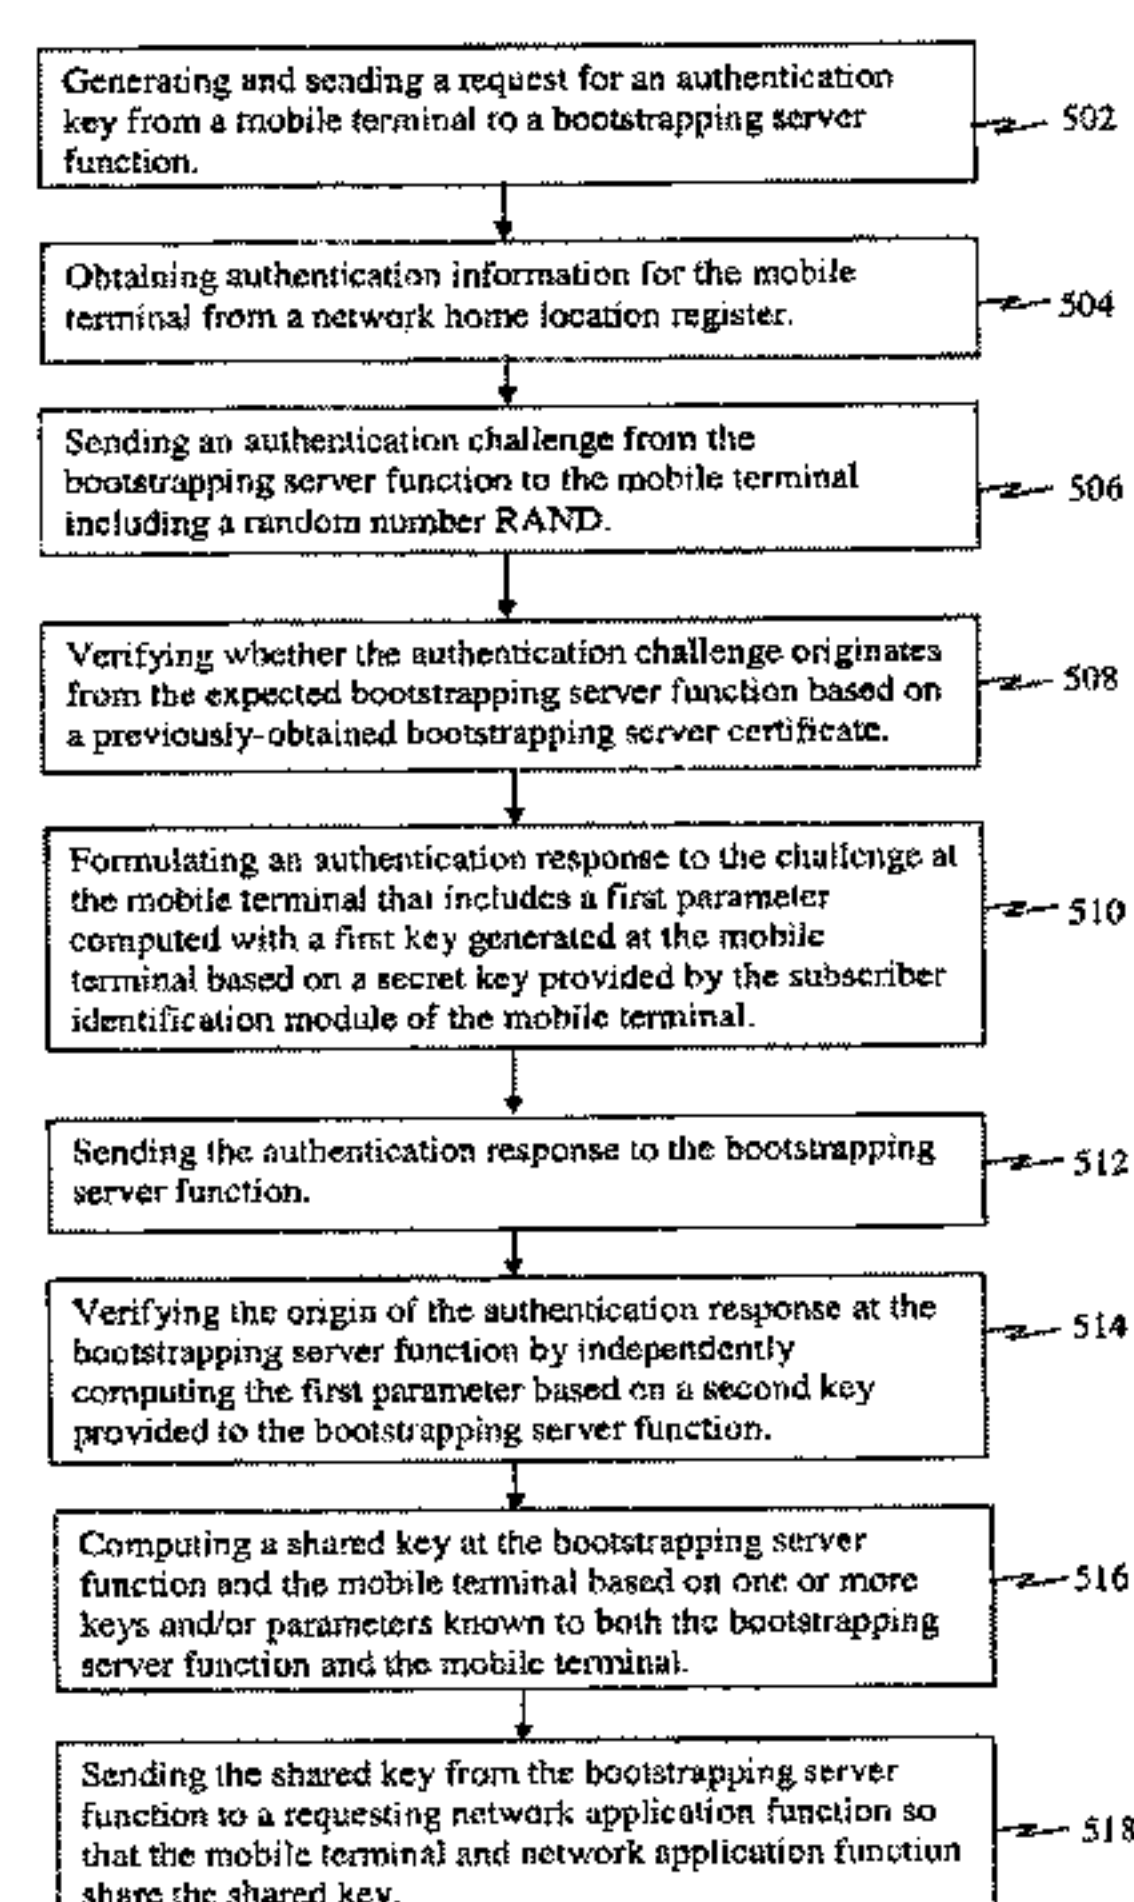 Generating and sending a request for an authentication
key from a mobile terminal to a bootstrapping server
function.
502
Obtaining authentication information for the mobile
terminal from a network home location register.
504
Sending an authentication challenge from the
bootstrapping server function to the mobile terminal
including a random number RAND.
506
Verifying whether the authentication challenge originates
from the expected bootstrapping server function based on
a previously-obtained bootstrapping server certificate.
508
Formulating an authentication response to the challenge at
the mobile terminal that includes a first parameter
computed with a first key generated at the mobile
terminal based on a secret key provided by the subscriber
identification module of the mobile terminal.
510
Sending the authentication response to the bootstrapping
server function.
512
Verifying the origin of the authentication response at the
bootstrapping server function by independently
computing the first parameter based on a second key
provided to the bootstrapping server function.
514
Computing a shared key at the bootstrapping server
function and the mobile terminal based on one or more
keys and/or parameters known to both the bootstrapping
server function and the mobile terminal.
516
Sending the shared key from the bootstrapping server
function to a requesting network application function so
that the mobile terminal and network application function
share the shared key.
518